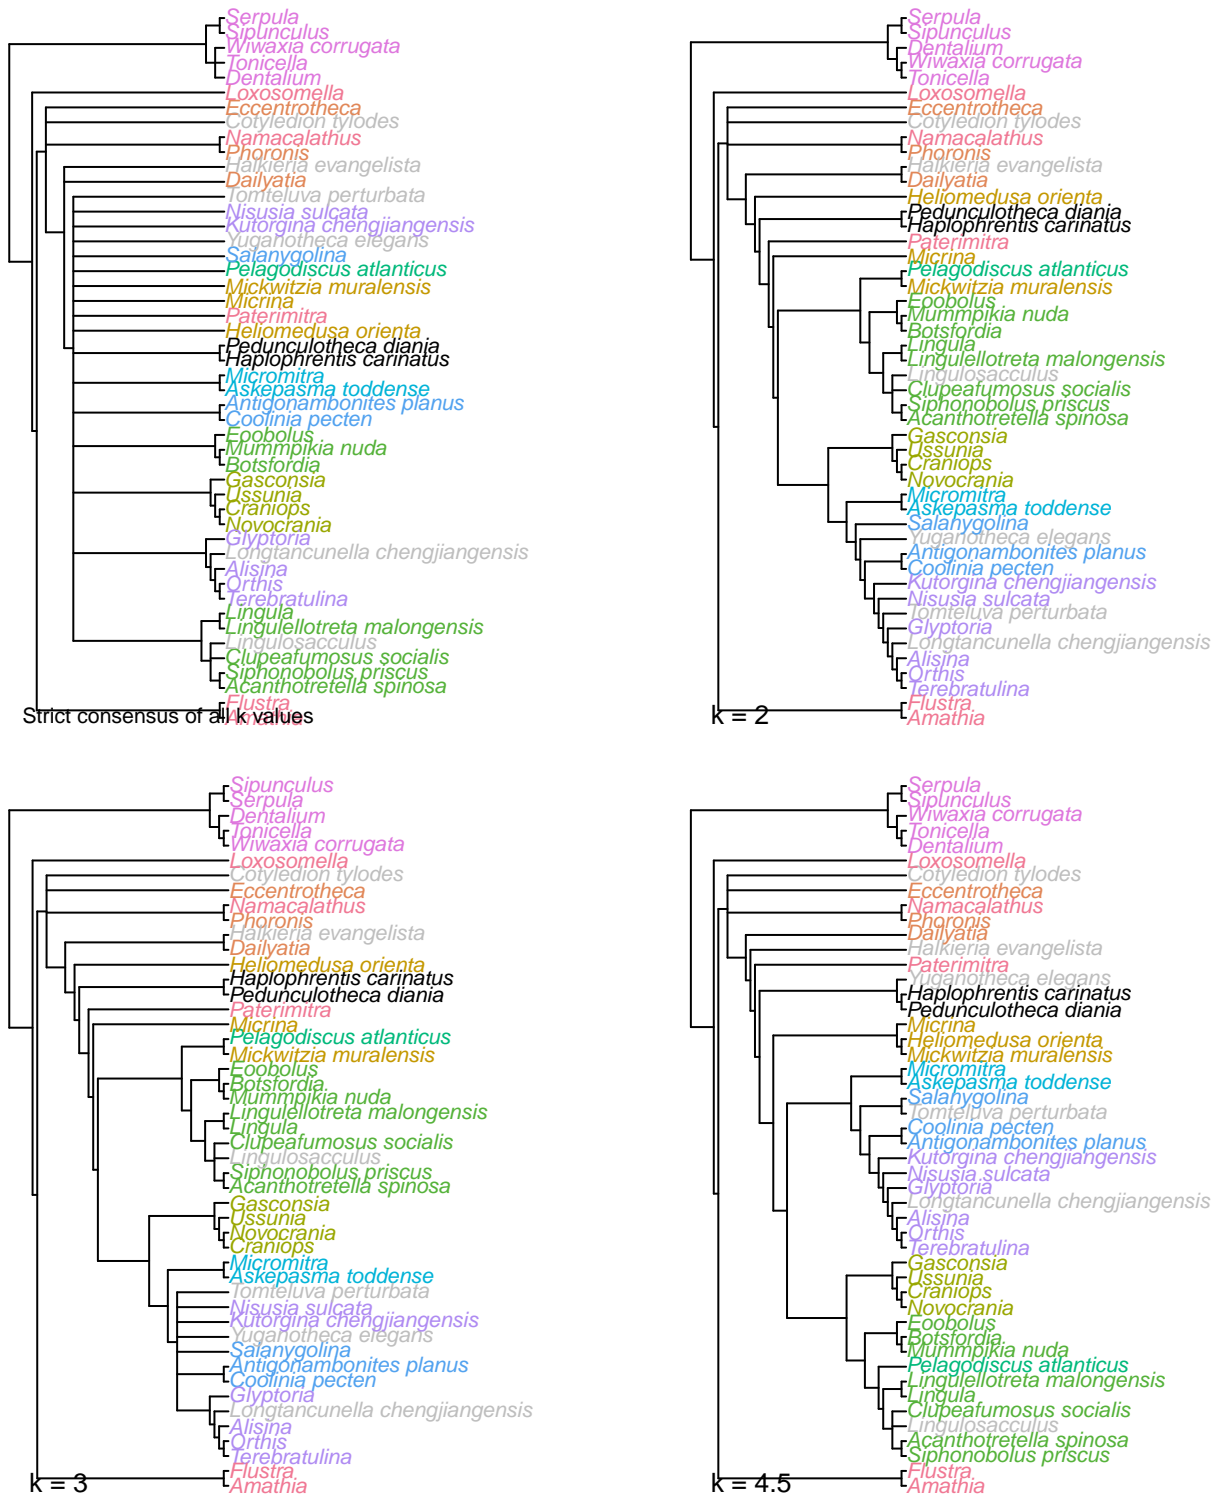 Serpula
Sipunculus
Wiwaxia corrugata
Tonicella
Dentalium
Loxosomella
Eccentrotheca
Cotyledion tylodes
Namacalathus
Phoronis
Halkieria evangelista
Dailyatia
Tomteluva perturbata
Nisusia sulcata
Kutorgina chengjiangensis
Yuganotheca elegans
Salanygolina
Pelagodiscus atlanticus
Mickwitzia muralensis
Micrina
Paterimitra
Heliomedusa orienta
Pedunculotheca diania
Haplophrentis carinatus
Micromitra
Askepasma toddense
Antigonambonites planus
Coolinia pecten
Eoobolus
Mummpikia nuda
Botsfordia
Gasconsia
Ussunia
Craniops
Novocrania
Glyptoria
Longtancunella chengjiangensis
Alisina
Orthis
Terebratulina
Lingula
Lingulellotreta malongensis
Lingulosacculus
Clupeafumosus socialis
Siphonobolus priscus
Acanthotretella spinosa
Flustra
Amathia
Strict consensus of all k values
Serpula
Sipunculus
Dentalium
Wiwaxia corrugata
Tonicella
Loxosomella
Eccentrotheca
Cotyledion tylodes
Namacalathus
Phoronis
Halkieria evangelista
Dailyatia
Heliomedusa orienta
Pedunculotheca diania
Haplophrentis carinatus
Paterimitra
Micrina
Pelagodiscus atlanticus
Mickwitzia muralensis
Eoobolus
Mummpikia nuda
Botsfordia
Lingula
Lingulellotreta malongensis
Lingulosacculus
Clupeafumosus socialis
Siphonobolus priscus
Acanthotretella spinosa
Gasconsia
Ussunia
Craniops
Novocrania
Micromitra
Askepasma toddense
Salanygolina
Yuganotheca elegans
Antigonambonites planus
Coolinia pecten
Kutorgina chengjiangensis
Nisusia sulcata
Tomteluva perturbata
Glyptoria
Longtancunella chengjiangensis
Alisina
Orthis
Terebratulina
Flustra
Amathia
k = 2
Sipunculus
Serpula
Dentalium
Tonicella
Wiwaxia corrugata
Loxosomella
Cotyledion tylodes
Eccentrotheca
Namacalathus
Phoronis
Halkieria evangelista
Dailyatia
Heliomedusa orienta
Haplophrentis carinatus
Pedunculotheca diania
Paterimitra
Micrina
Pelagodiscus atlanticus
Mickwitzia muralensis
Eoobolus
Botsfordia
Mummpikia nuda
Lingulellotreta malongensis
Lingula
Clupeafumosus socialis
Lingulosacculus
Siphonobolus priscus
Acanthotretella spinosa
Gasconsia
Ussunia
Novocrania
Craniops
Micromitra
Askepasma toddense
Tomteluva perturbata
Nisusia sulcata
Kutorgina chengjiangensis
Yuganotheca elegans
Salanygolina
Antigonambonites planus
Coolinia pecten
Glyptoria
Longtancunella chengjiangensis
Alisina
Orthis
Terebratulina
Flustra
Amathia
k = 3
Serpula
Sipunculus
Wiwaxia corrugata
Tonicella
Dentalium
Loxosomella
Cotyledion tylodes
Eccentrotheca
Namacalathus
Phoronis
Dailyatia
Halkieria evangelista
Paterimitra
Yuganotheca elegans
Haplophrentis carinatus
Pedunculotheca diania
Micrina
Heliomedusa orienta
Mickwitzia muralensis
Micromitra
Askepasma toddense
Salanygolina
Tomteluva perturbata
Coolinia pecten
Antigonambonites planus
Kutorgina chengjiangensis
Nisusia sulcata
Glyptoria
Longtancunella chengjiangensis
Alisina
Orthis
Terebratulina
Gasconsia
Ussunia
Craniops
Novocrania
Eoobolus
Botsfordia
Mummpikia nuda
Pelagodiscus atlanticus
Lingulellotreta malongensis
Lingula
Clupeafumosus socialis
Lingulosacculus
Acanthotretella spinosa
Siphonobolus priscus
Flustra
Amathia
k = 4.5